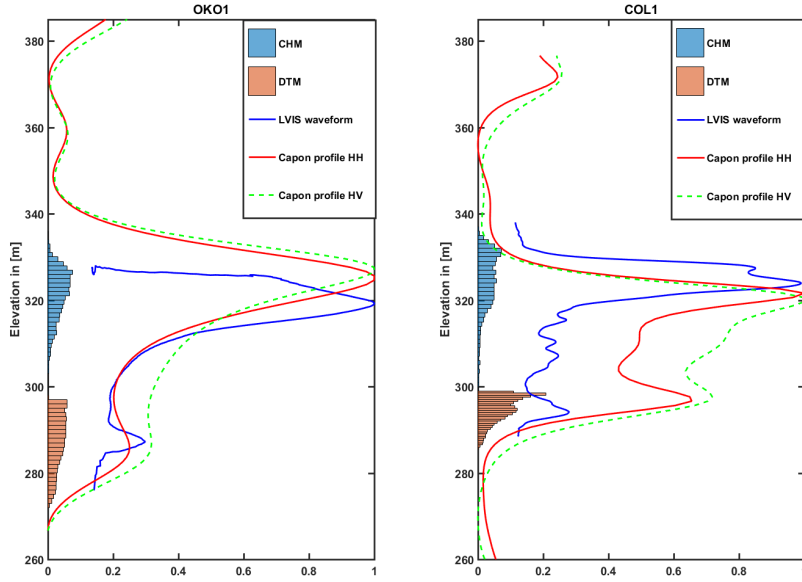 OKO1
380
360
340
320
300
280
260
Elevation in [m]
0
0.2
0.4
0.6
0.8
1
CHM
DTM
LVIS waveform
Capon profile HH
Capon profile HV
COL1
380
360
340
320
300
280
260
Elevation in [m]
0
0.2
0.4
0.6
0.8
1
CHM
DTM
LVIS waveform
Capon profile HH
Capon profile HV